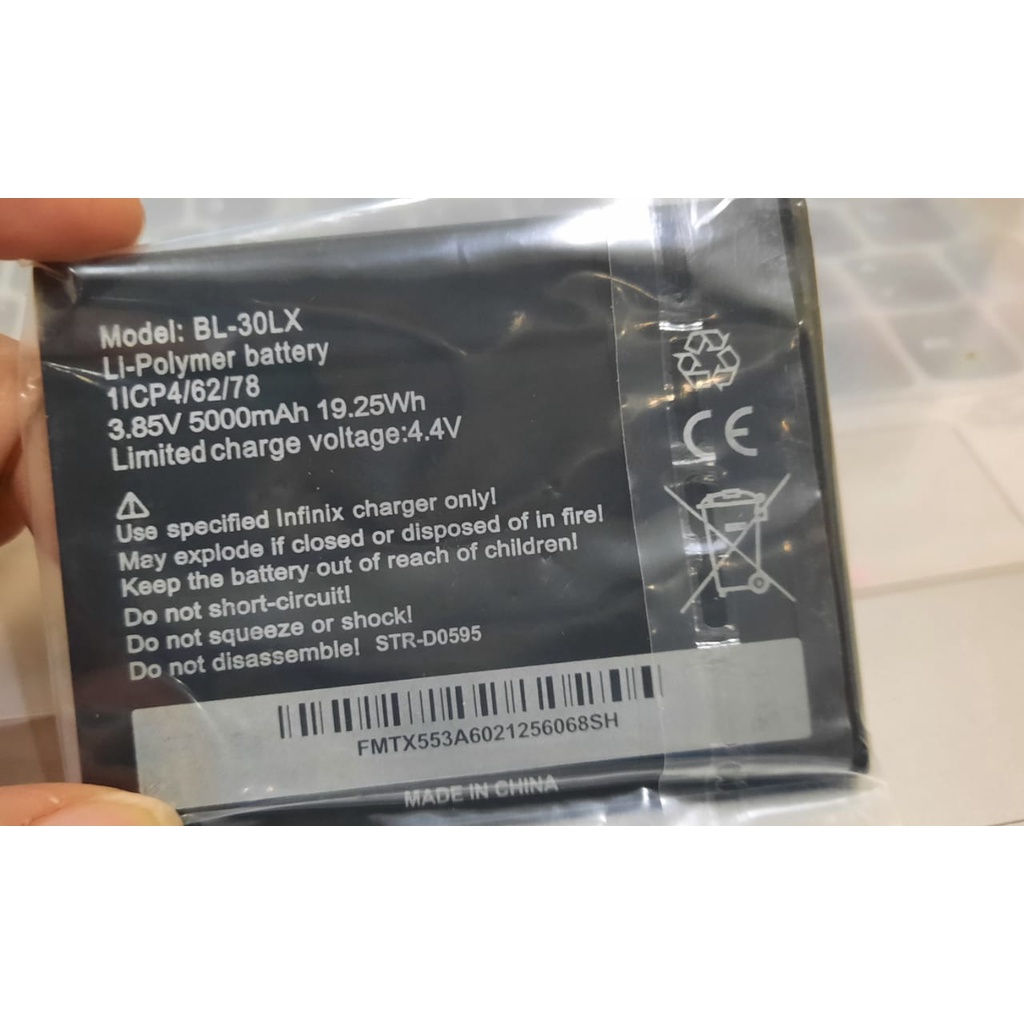 Model: BL-30LX
Li-Polymer battery
1ICP4/62/78
3.85V 5000mAh 19.25Wh
Limited charge voltage:4.4V
Use specified Infinix charger only!
May explode if closed or disposed of in fire!
Keep the battery out of reach of children!
Do not short-circuit!
Do not squeeze or shock!
Do not disassemble! STR-D0595
CE
FMTX553A6021256068SH
MADE IN CHINA